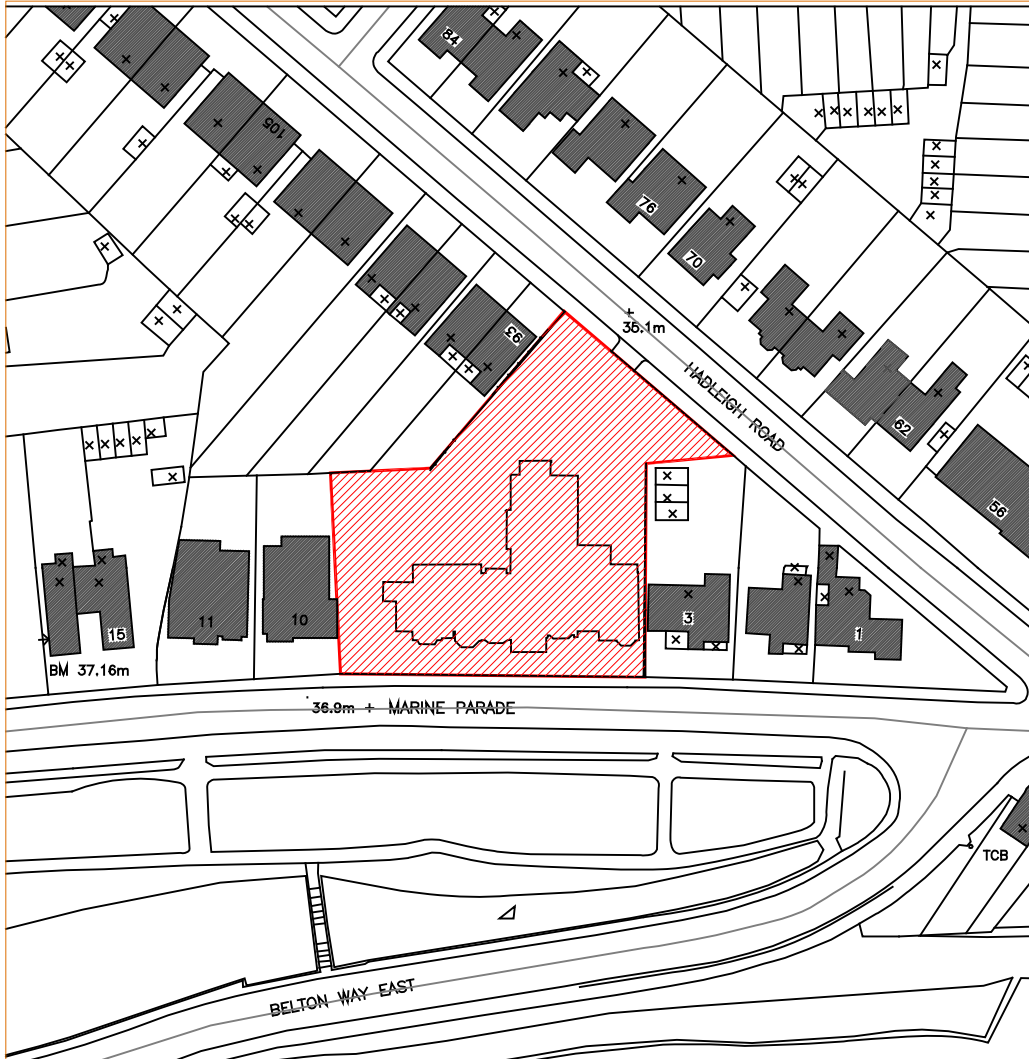 84
105
76
70
93
35.1m
HADLEIGH ROAD
62
56
15
11
10
3
1
BM 37.16m
36.9m + MARINE PARADE
TCB
BELTON WAY EAST